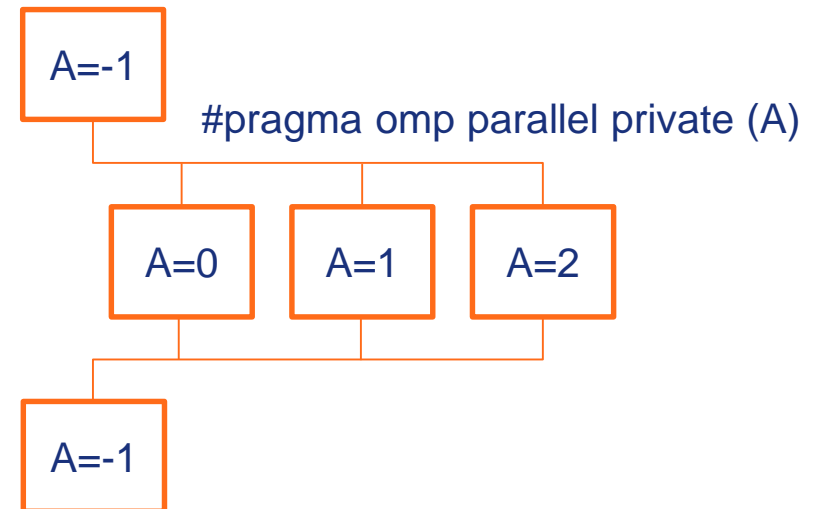 A=-1
#pragma omp parallel private (A)
A=0
A=1
A=2
A=-1